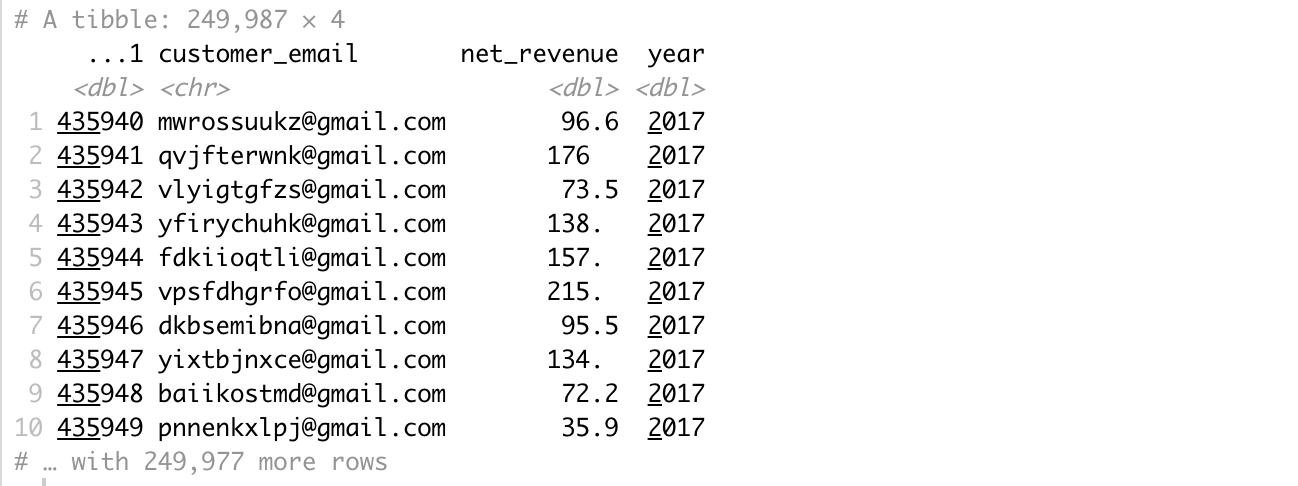 # A tibble: 249,987 × 4
...1 customer_email net_revenue year
<dbl> <chr> <dbl> <dbl>
1 435940 mwrossuukz@gmail.com 96.6 2017
2 435941 qvjfterwnk@gmail.com 176 2017
3 435942 vlyigtgfzs@gmail.com 73.5 2017
4 435943 yfirychuhk@gmail.com 138. 2017
5 435944 fdkiioqtli@gmail.com 157. 2017
6 435945 vpsfdhgrfo@gmail.com 215. 2017
7 435946 dkbsemibna@gmail.com 95.5 2017
8 435947 yixtbjnxce@gmail.com 134. 2017
9 435948 baiikostmd@gmail.com 72.2 2017
10 435949 pnnenkxlpj@gmail.com 35.9 2017
# … with 249,977 more rows